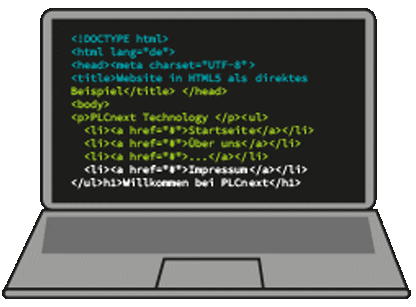 <!DOCTYPE html>
<html lang="de">
<head><meta charset="UTF-8">
<title>Website in HTML5 als direktes
Beispiel</title> </head>
<body>
<p>PLCnext Technology </p><ul>
<li><a href="#">Startseite</a></li>
<li><a href="#">Über uns</a></li>
<li><a href="#">...</a></li>
<li><a href="#">Impressum</a></li>
</ul>h1>Willkommen bei PLCnext</h1>